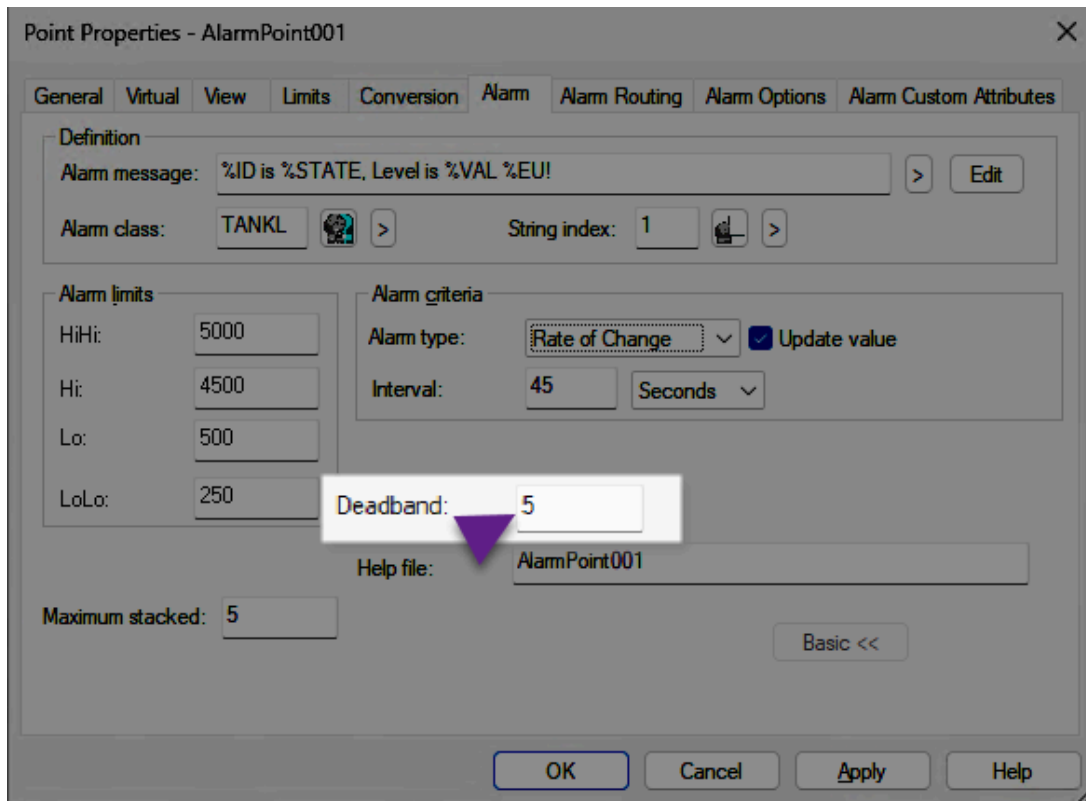 Point Properties - AlarmPoint001
General Virtual View Limits Conversion Alarm Alarm Routing Alarm Options Alarm Custom Attributes
Definition
Alarm message: %ID is %STATE, Level is %VAL %EU! > Edit
Alarm class: TANKL > String index: 1 >
Alarm limits
HiHi: 5000
Hi: 4500
Lo: 500
LoLo: 250
Alarm criteria
Alarm type: Rate of Change Update value
Interval: 45 Seconds
Deadband: 5
Help file: AlarmPoint001
Maximum stacked: 5
Basic <<
OK Cancel Apply Help